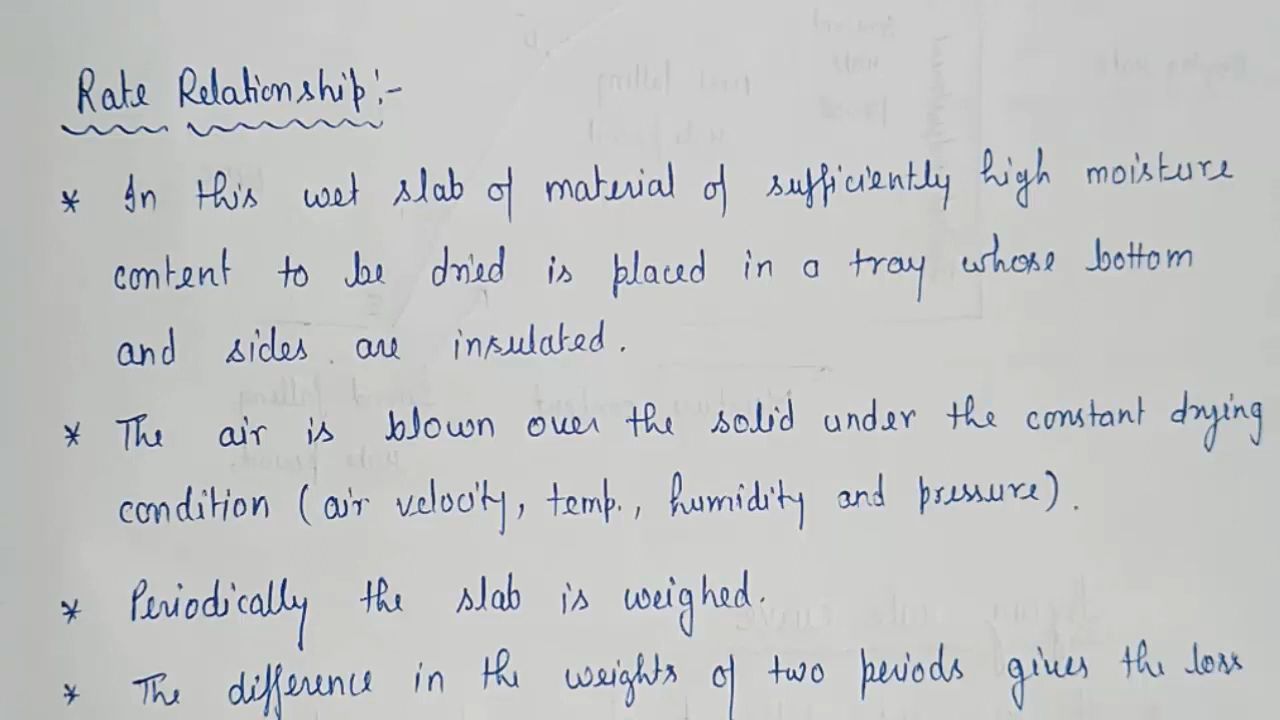 Rate Relationship:-
* In this wet slab of material of sufficiently high moisture
content to be dried is placed in a tray whose bottom
and sides are insulated.
* The air is blown over the solid under the constant drying
condition (air velocity, temp., humidity and pressure).
* Periodically the slab is weighed.
* The difference in the weights of two periods gives the loss